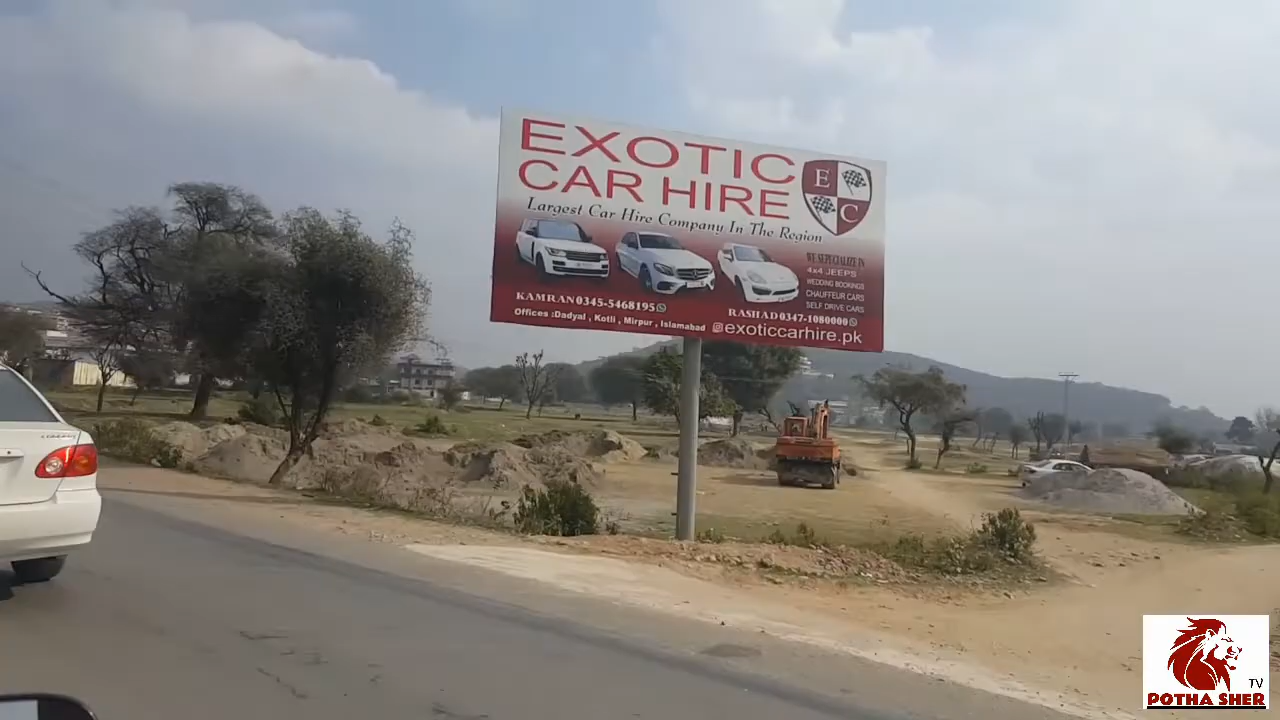 EXOTIC
CAR HIRE
E
C
Largest Car Hire Company In The Region
WE SEPECIALIZE IN
4x4 JEEPS
WEDDING BOOKINGS
CHAUFFEUR CARS
SELF DRIVE CARS
KAMRAN 0345-5468195
RASHAD 0347-1080000
Offices :Dadyal , Kotli , Mirpur , Islamabad
exoticcarhire.pk
TV
POTHA SHER